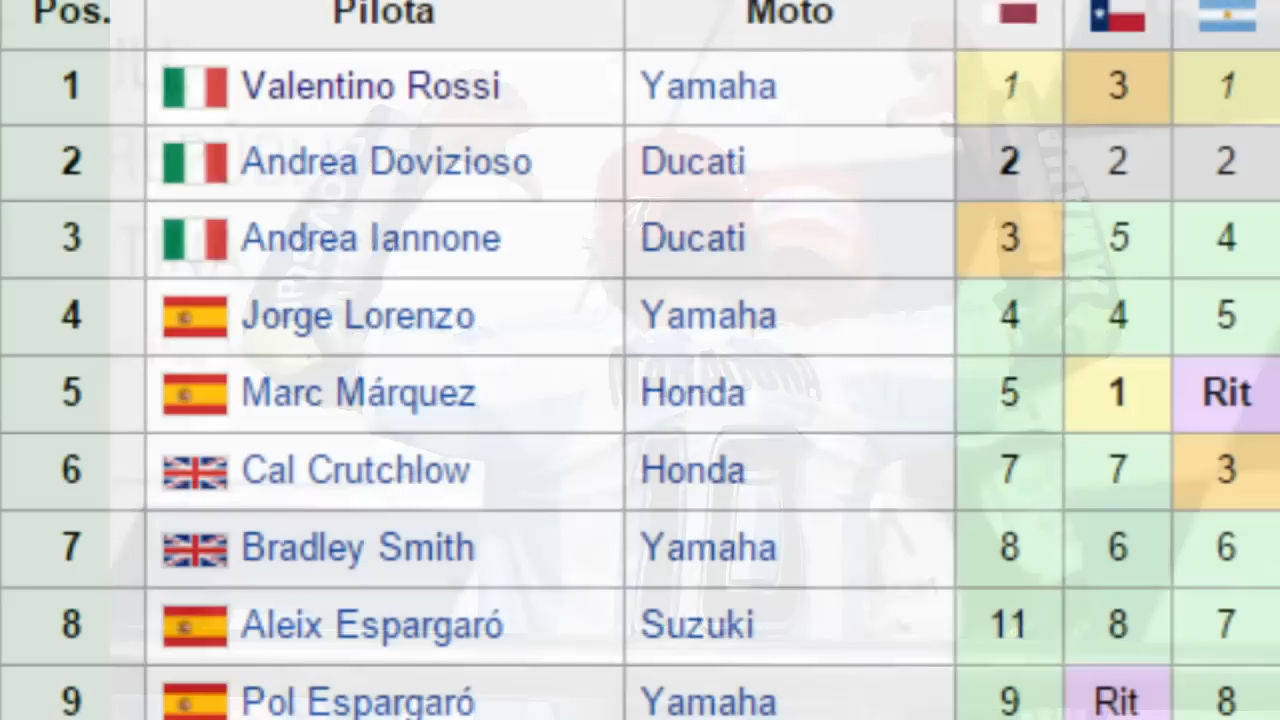 Pos. Pilota Moto
1 Valentino Rossi Yamaha 1 3 1
2 Andrea Dovizioso Ducati 2 2 2
3 Andrea Iannone Ducati 3 5 4
4 Jorge Lorenzo Yamaha 4 4 5
5 Marc Márquez Honda 5 1 Rit
6 Cal Crutchlow Honda 7 7 3
7 Bradley Smith Yamaha 8 6 6
8 Aleix Espargaró Suzuki 11 8 7
9 Pol Espargaró Yamaha 9 Rit 8